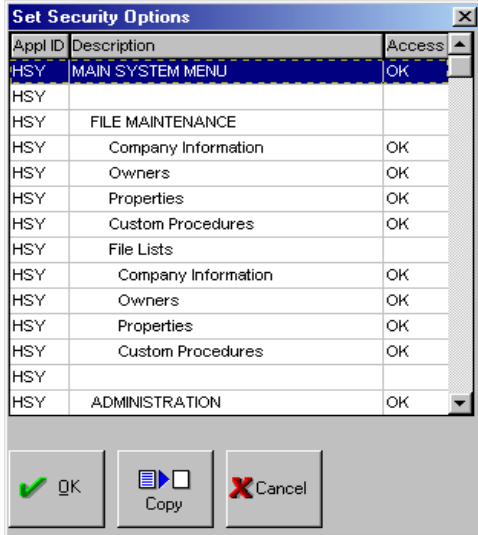 Set Security Options
Appl ID Description Access
HSY MAIN SYSTEM MENU OK
HSY
HSY FILE MAINTENANCE
HSY Company Information OK
HSY Owners OK
HSY Properties OK
HSY Custom Procedures OK
HSY File Lists
HSY Company Information OK
HSY Owners OK
HSY Properties OK
HSY Custom Procedures OK
HSY
HSY ADMINISTRATION OK
OK Copy Cancel